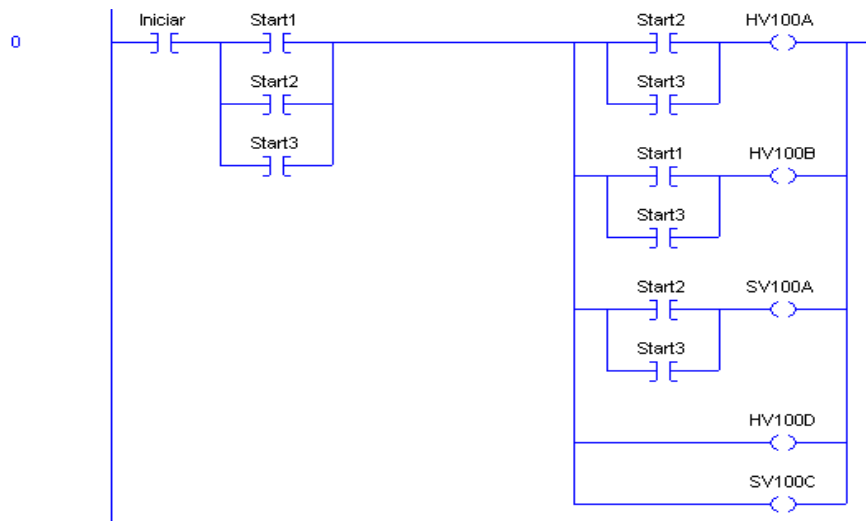 Iniciar Start1 Start2 HV100A
0
Start2 Start3
Start3 Start1 HV100B
Start3
Start2 SV100A
Start3
HV100D
SV100C